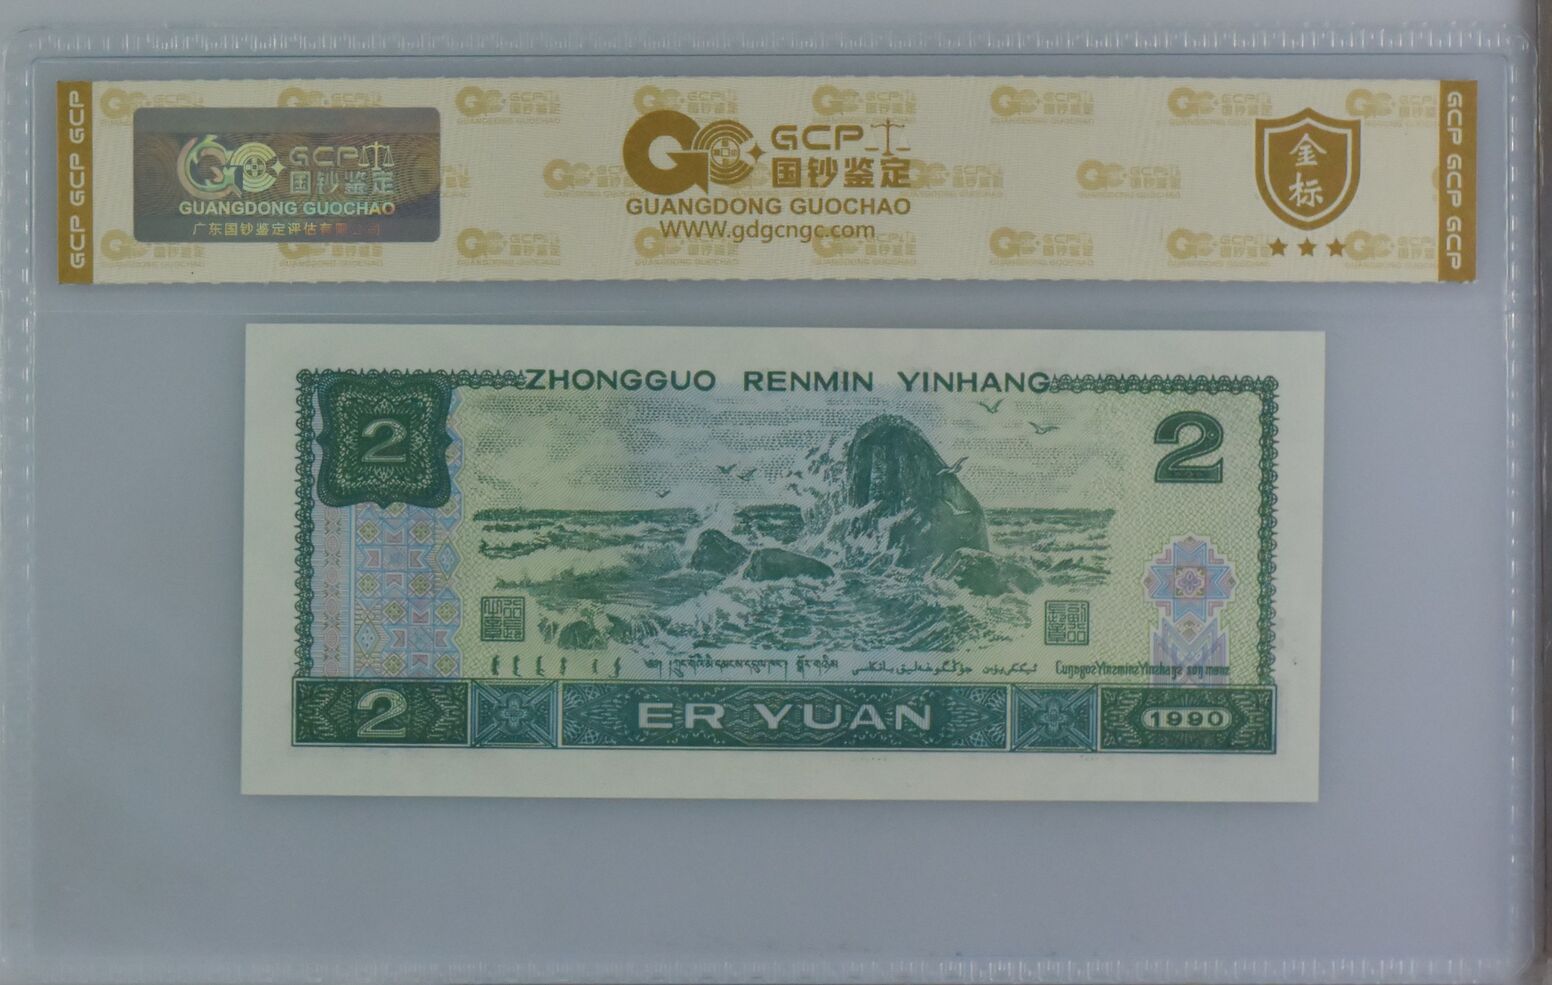 GCP GCP GCP
GCP 国钞鉴定
GUANGDONG GUOCHAO
广东国钞鉴定评估有限公司
GCP
国钞鉴定
GUANGDONG GUOCHAO
WWW.gdgcngc.com
金标
GCP GCP GCP
ZHONGGUO RENMIN YINHANG
2
2
2
ER YUAN
1990